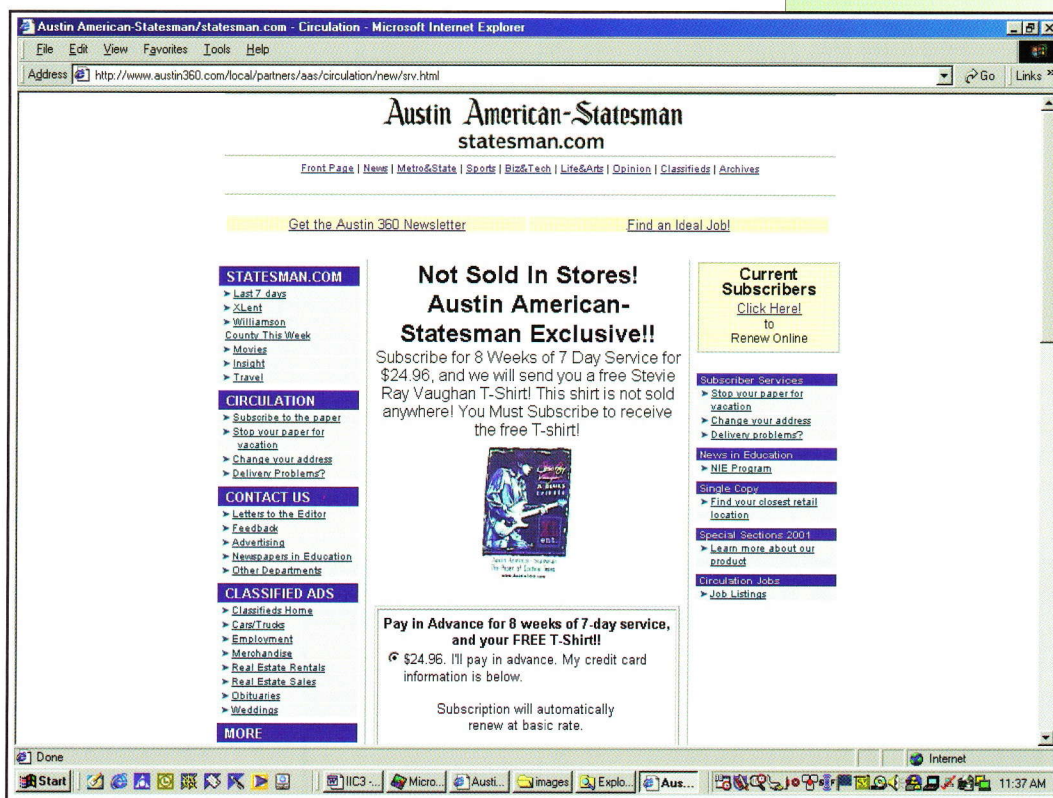 Austin American-Statesman/statesman.com - Circulation - Microsoft Internet Explorer
File Edit View Favorites Tools Help
Address http://www.austin360.com/local/partners/aas/circulation/new/srv.html Go Links »
Austin American-Statesman
statesman.com
Front Page | News | Metro&State | Sports | Biz&Tech | Life&Arts | Opinion | Classifieds | Archives
Get the Austin 360 Newsletter Find an Ideal Job!
STATESMAN.COM
Last 7 days
XLent
Williamson
County This Week
Movies
Insight
Travel
CIRCULATION
Subscribe to the paper
Stop your paper for
vacation
Change your address
Delivery Problems?
CONTACT US
Letters to the Editor
Feedback
Advertising
Newspapers in Education
Other Departments
CLASSIFIED ADS
Classifieds Home
Cars/Trucks
Employment
Merchandise
Real Estate Rentals
Real Estate Sales
Obituaries
Weddings
MORE
Not Sold In Stores!
Austin American-
Statesman Exclusive!!
Subscribe for 8 Weeks of 7 Day Service for
$24.96, and we will send you a free Stevie
Ray Vaughan T-Shirt! This shirt is not sold
anywhere! You Must Subscribe to receive
the free T-shirt!
A BLUES
ent.
Pay in Advance for 8 weeks of 7-day service,
and your FREE T-Shirt!!
$24.96. I'll pay in advance. My credit card
information is below.
Subscription will automatically
renew at basic rate.
Current
Subscribers
Click Here!
to
Renew Online
Subscriber Services
Stop your paper for
vacation
Change your address
Delivery problems?
News in Education
NIE Program
Single Copy
Find your closest retail
location
Special Sections 2001
Learn more about our
product
Circulation Jobs
Job Listings
Done Internet
Start IIC3 -... Micro... Austi... images Explo... Aus... 11:37 AM